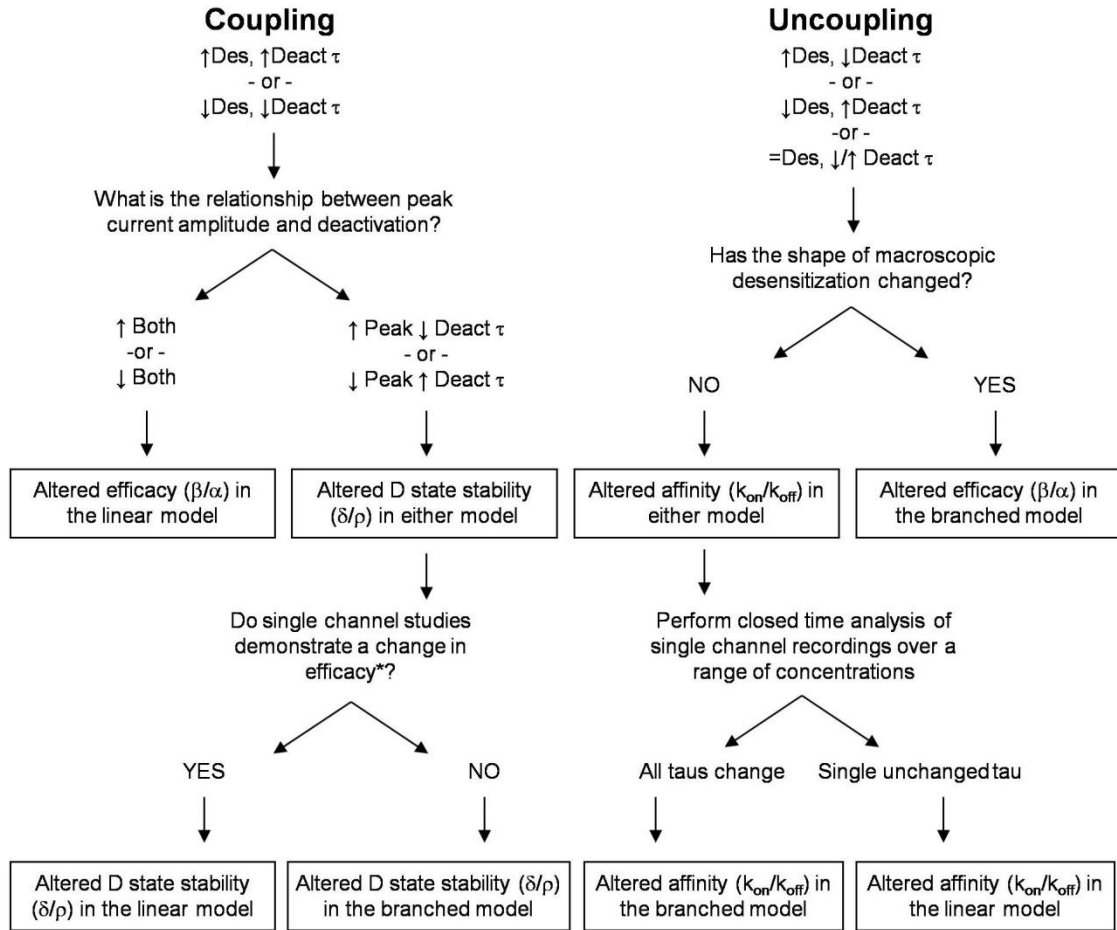 Coupling
↑Des, ↑Deact τ
- or -
↓Des, ↓Deact τ
What is the relationship between peak
current amplitude and deactivation?
↑ Both
-or -
↓ Both
↑ Peak ↓ Deact τ
- or -
↓ Peak ↑ Deact τ
Altered efficacy (β/α) in
the linear model
Altered D state stability
(δ/ρ) in either model
Do single channel studies
demonstrate a change in
efficacy*?
YES
NO
Altered D state stability
(δ/ρ) in the linear model
Altered D state stability (δ/ρ)
in the branched model
Uncoupling
↑Des, ↓Deact τ
- or -
↓Des, ↑Deact τ
-or -
=Des, ↓/↑ Deact τ
Has the shape of macroscopic
desensitization changed?
NO
YES
Altered affinity (kon/koff) in
either model
Altered efficacy (β/α) in
the branched model
Perform closed time analysis of
single channel recordings over a
range of concentrations
All taus change
Single unchanged tau
Altered affinity (kon/koff) in
the branched model
Altered affinity (kon/koff) in
the linear model